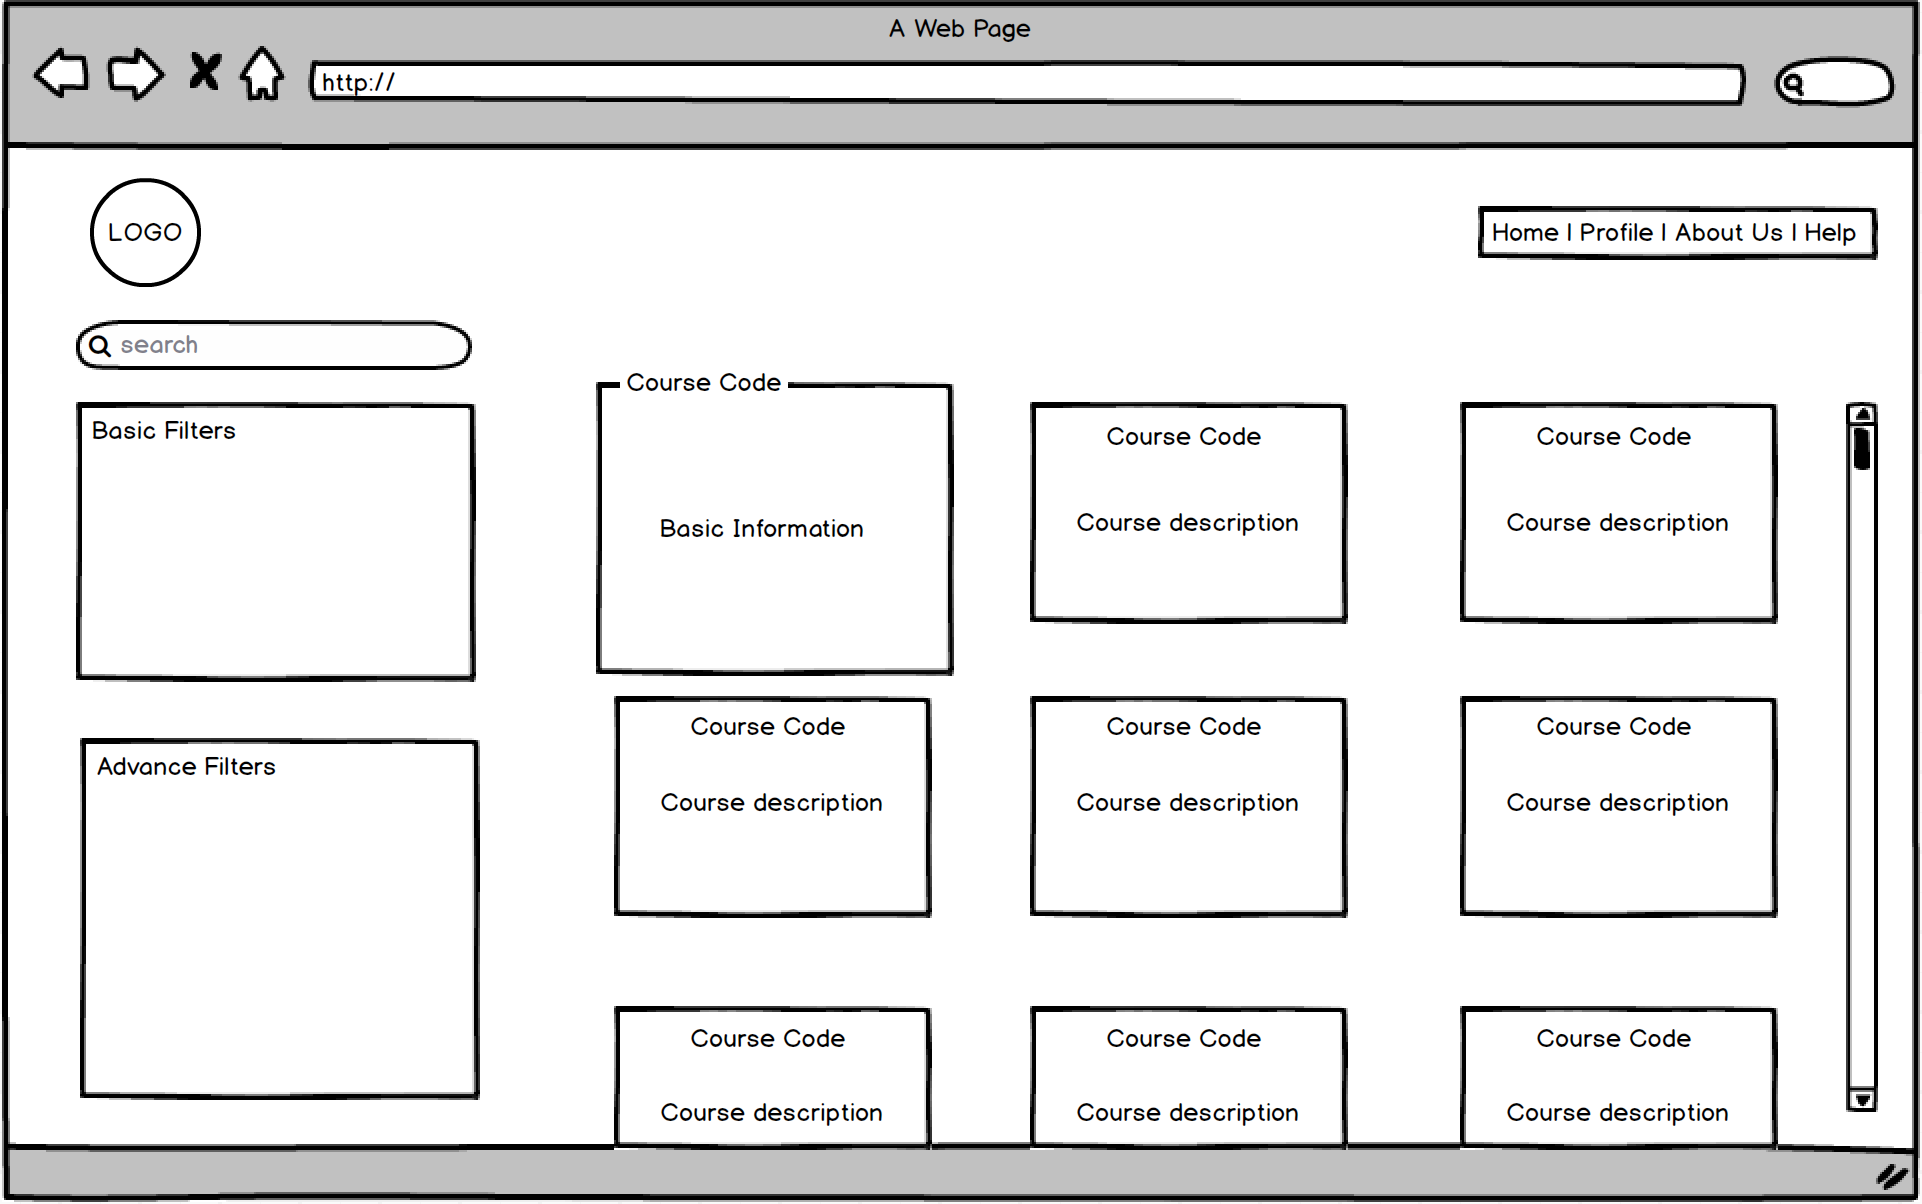 A Web Page
http://
LOGO
Home | Profile | About Us | Help
search
Basic Filters
Advance Filters
Course Code
Basic Information
Course Code
Course description
Course Code
Course description
Course Code
Course description
Course Code
Course description
Course Code
Course description
Course Code
Course description
Course Code
Course description
Course Code
Course description